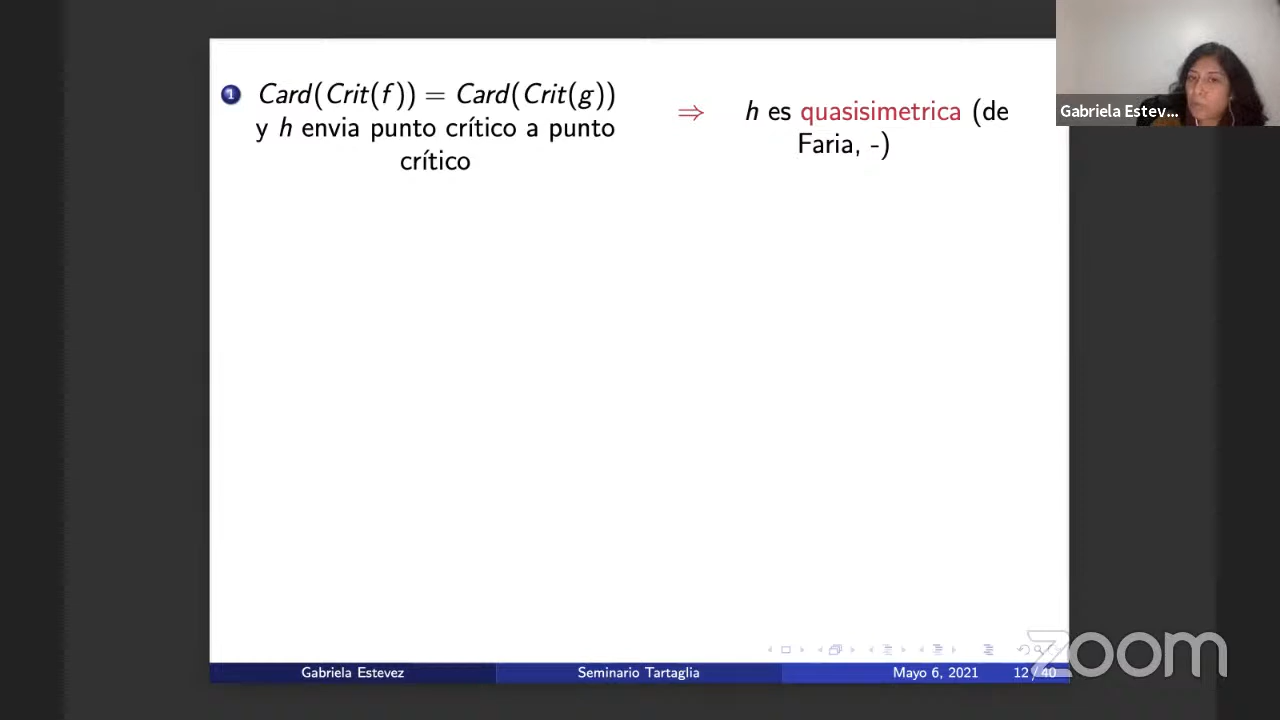 1 Card(Crit(f)) = Card(Crit(g))
y h envia punto crítico a punto
crítico
⇒
h es quasisimetrica (de
Faria, -)
Gabriela Estev...
Gabriela Estevez
Seminario Tartaglia
Mayo 6, 2021
12 / 40
zoom